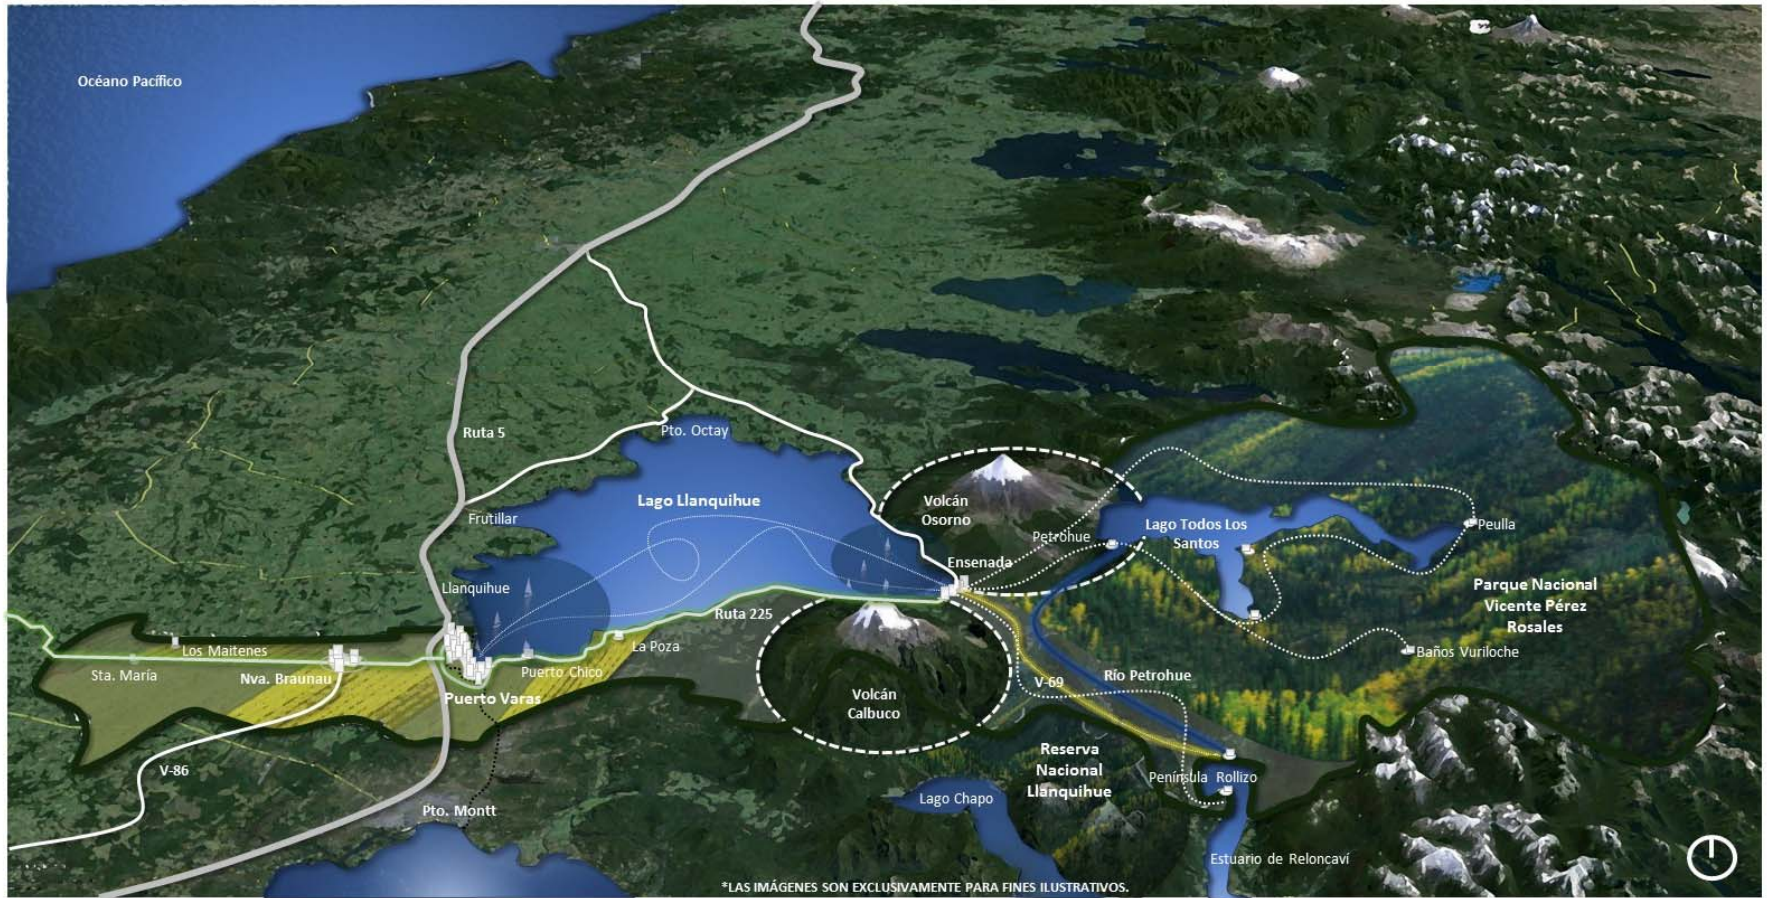 Océano Pacífico
Ruta 5
Pto. Octay
Lago Llanquihue
Frutillar
Volcán
Osorno
Petrohue
Lago Todos Los
Santos
Peulla
Ensenada
Llanquihue
Parque Nacional
Vicente Pérez
Rosales
Ruta 225
La Poza
Los Maitenes
Sta. María
Nva. Braunau
Puerto Chico
Puerto Varas
Baños Vuriloche
Río Petrohue
V-69
Volcán
Calbuco
V-86
Reserva
Nacional
Llanquihue
Península Rollizo
Pto. Montt
Lago Chapo
Estuario de Reloncaví
*LAS IMÁGENES SON EXCLUSIVAMENTE PARA FINES ILUSTRATIVOS.